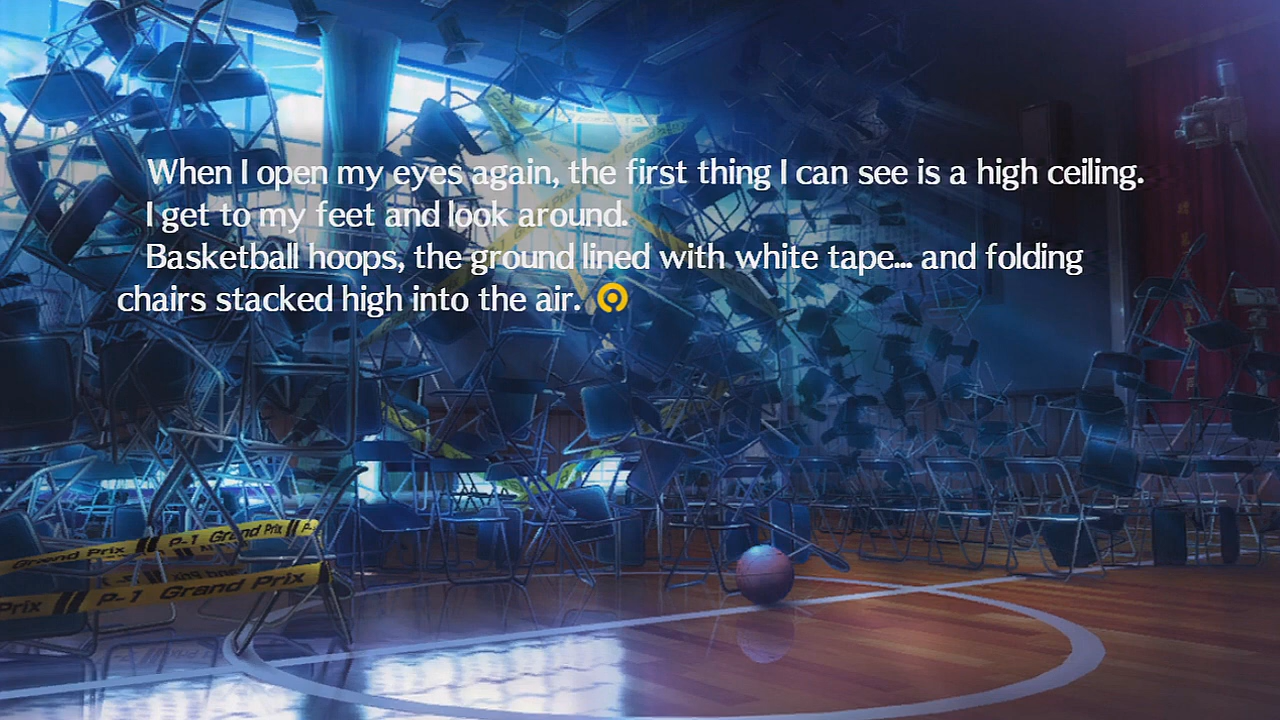 When I open my eyes again, the first thing I can see is a high ceiling.
I get to my feet and look around.
Basketball hoops, the ground lined with white tape... and folding
chairs stacked high into the air.
Grand Prix P-1 Grand Prix P-
Prix P-1 Grand Prix